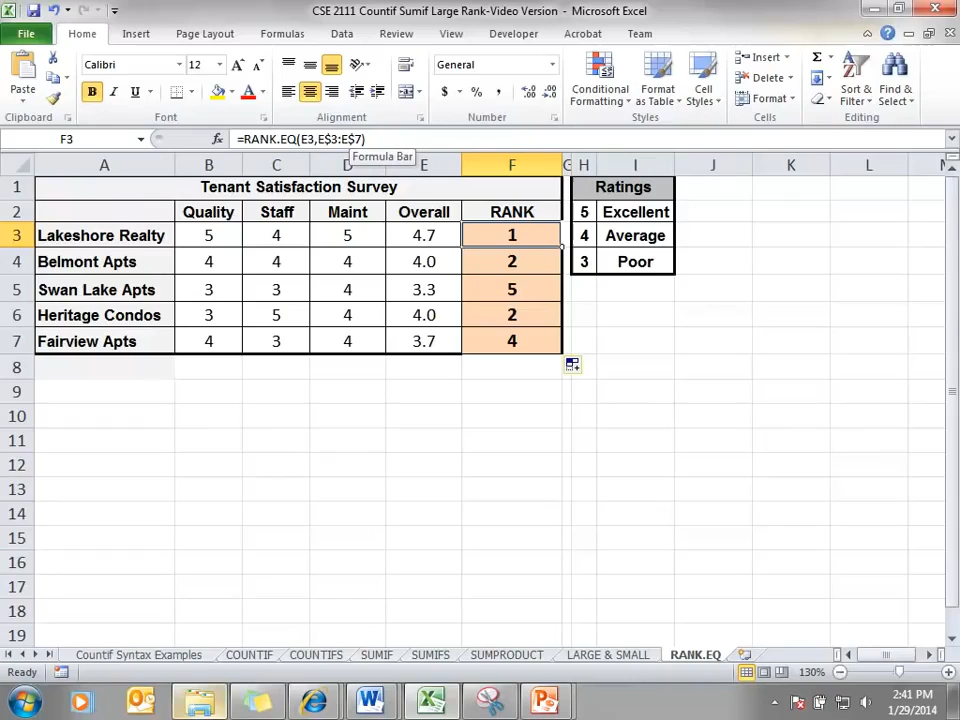 CSE 2111 Countif Sumif Large Rank-Video Version - Microsoft Excel
File Home Insert Page Layout Formulas Data Review View Developer Acrobat Team
Paste
Clipboard
Calibri 12
B I U A
Font
Alignment
General
$ % ,
Number
Conditional Formatting
Format as Table
Cell Styles
Styles
Insert
Delete
Format
Cells
Σ
Sort & Filter
Find & Select
Editing
F3 fx =RANK.EQ(E3,E$3:E$7)
Formula Bar
A B C D E F G H I J K L
1 Tenant Satisfaction Survey Ratings
2 Quality Staff Maint Overall RANK 5 Excellent
3 Lakeshore Realty 5 4 5 4.7 1 4 Average
4 Belmont Apts 4 4 4 4.0 2 3 Poor
5 Swan Lake Apts 3 3 4 3.3 5
6 Heritage Condos 3 5 4 4.0 2
7 Fairview Apts 4 3 4 3.7 4
8
9
10
11
12
13
14
15
16
17
18
19
Countif Syntax Examples COUNTIF COUNTIFS SUMIF SUMIFS SUMPRODUCT LARGE & SMALL RANK.EQ
Ready 130%
2:41 PM
1/29/2014